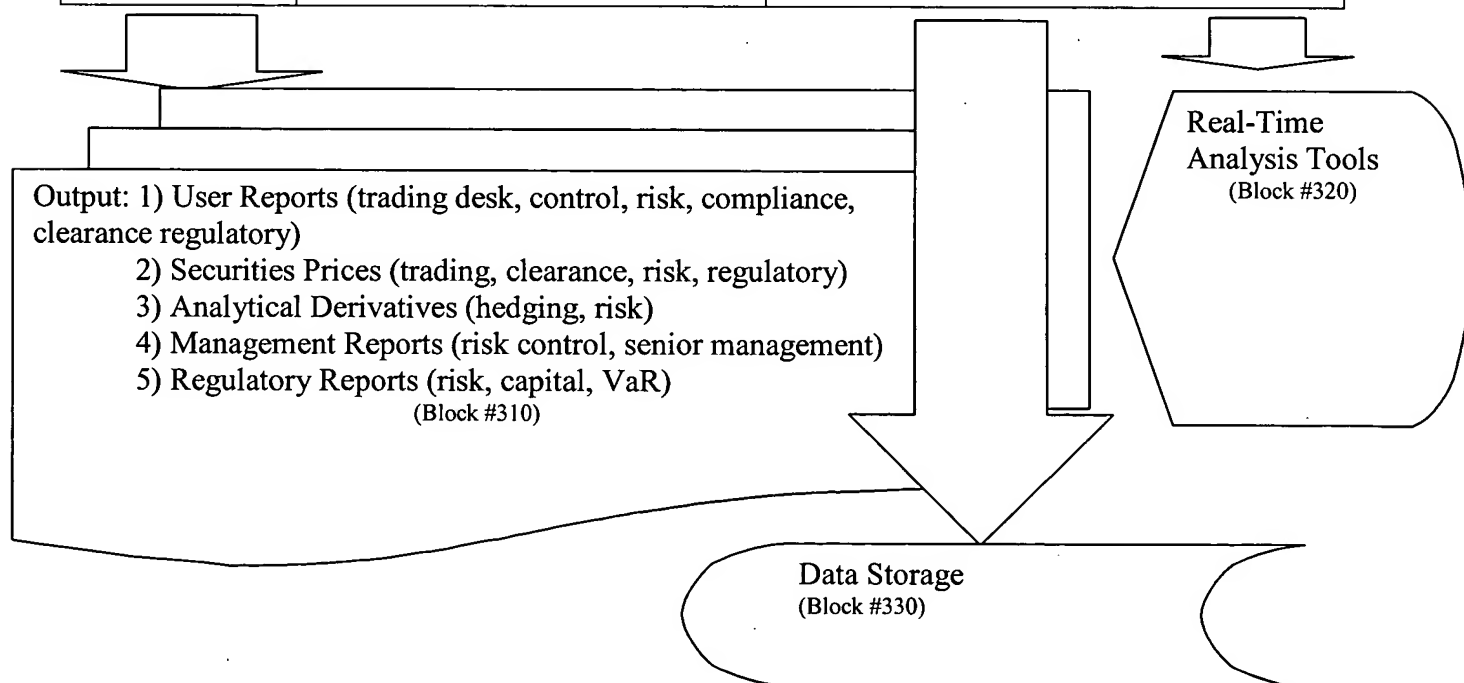 Output: 1) User Reports (trading desk, control, risk, compliance,
clearance regulatory)
2) Securities Prices (trading, clearance, risk, regulatory)
3) Analytical Derivatives (hedging, risk)
4) Management Reports (risk control, senior management)
5) Regulatory Reports (risk, capital, VaR)
(Block #310)
Real-Time
Analysis Tools
(Block #320)
Data Storage
(Block #330)